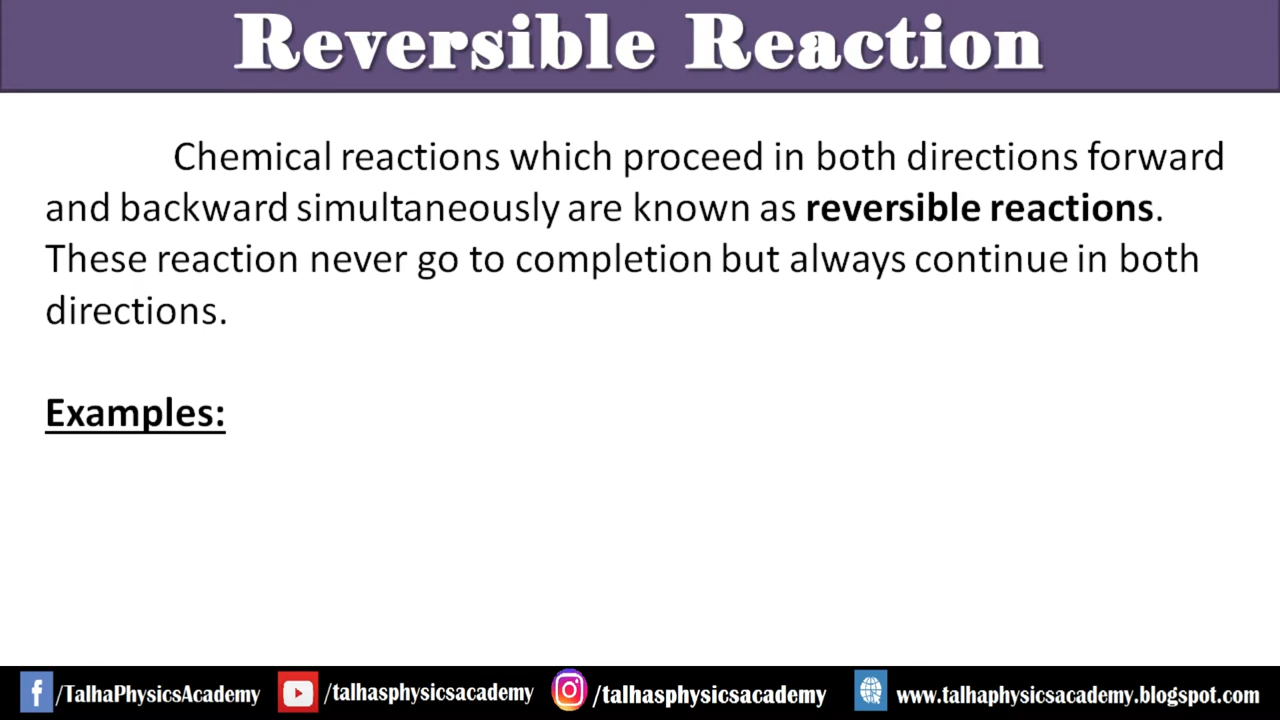 Reversible Reaction
Chemical reactions which proceed in both directions forward
and backward simultaneously are known as reversible reactions.
These reaction never go to completion but always continue in both
directions.
Examples:
/TalhaPhysicsAcademy /talhasphysicsacademy /talhasphysicsacademy www.talhaphysicsacademy.blogspot.com